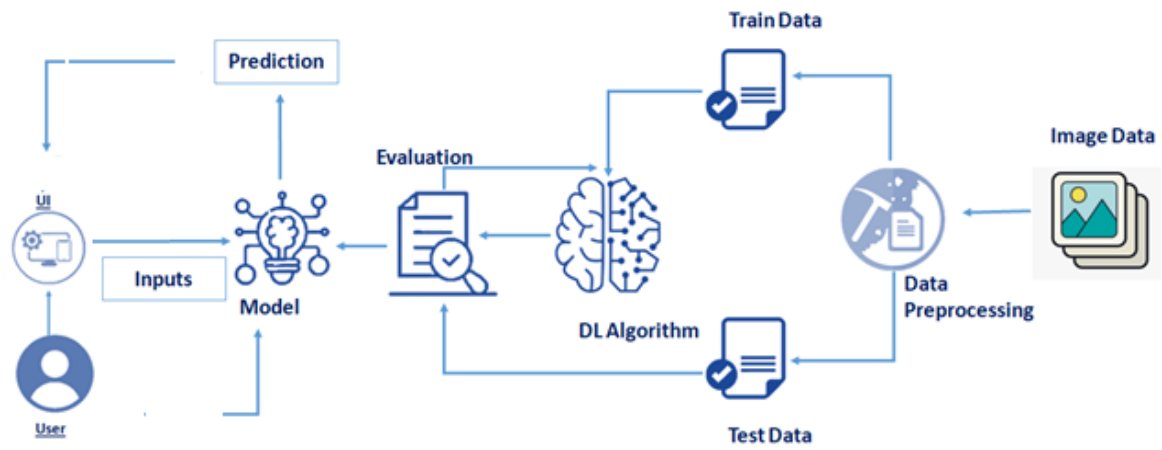 Train Data
Prediction
Image Data
Evaluation
UI
Inputs
Model
Data
Preprocessing
DL Algorithm
User
Test Data